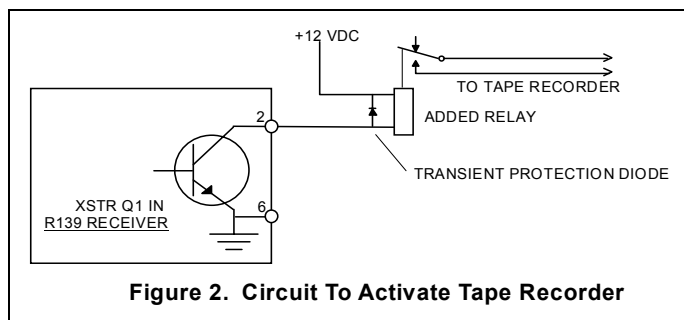 +12 VDC
TO TAPE RECORDER
ADDED RELAY
2
TRANSIENT PROTECTION DIODE
XSTR Q1 IN
R139 RECEIVER
6
Figure 2. Circuit To Activate Tape Recorder